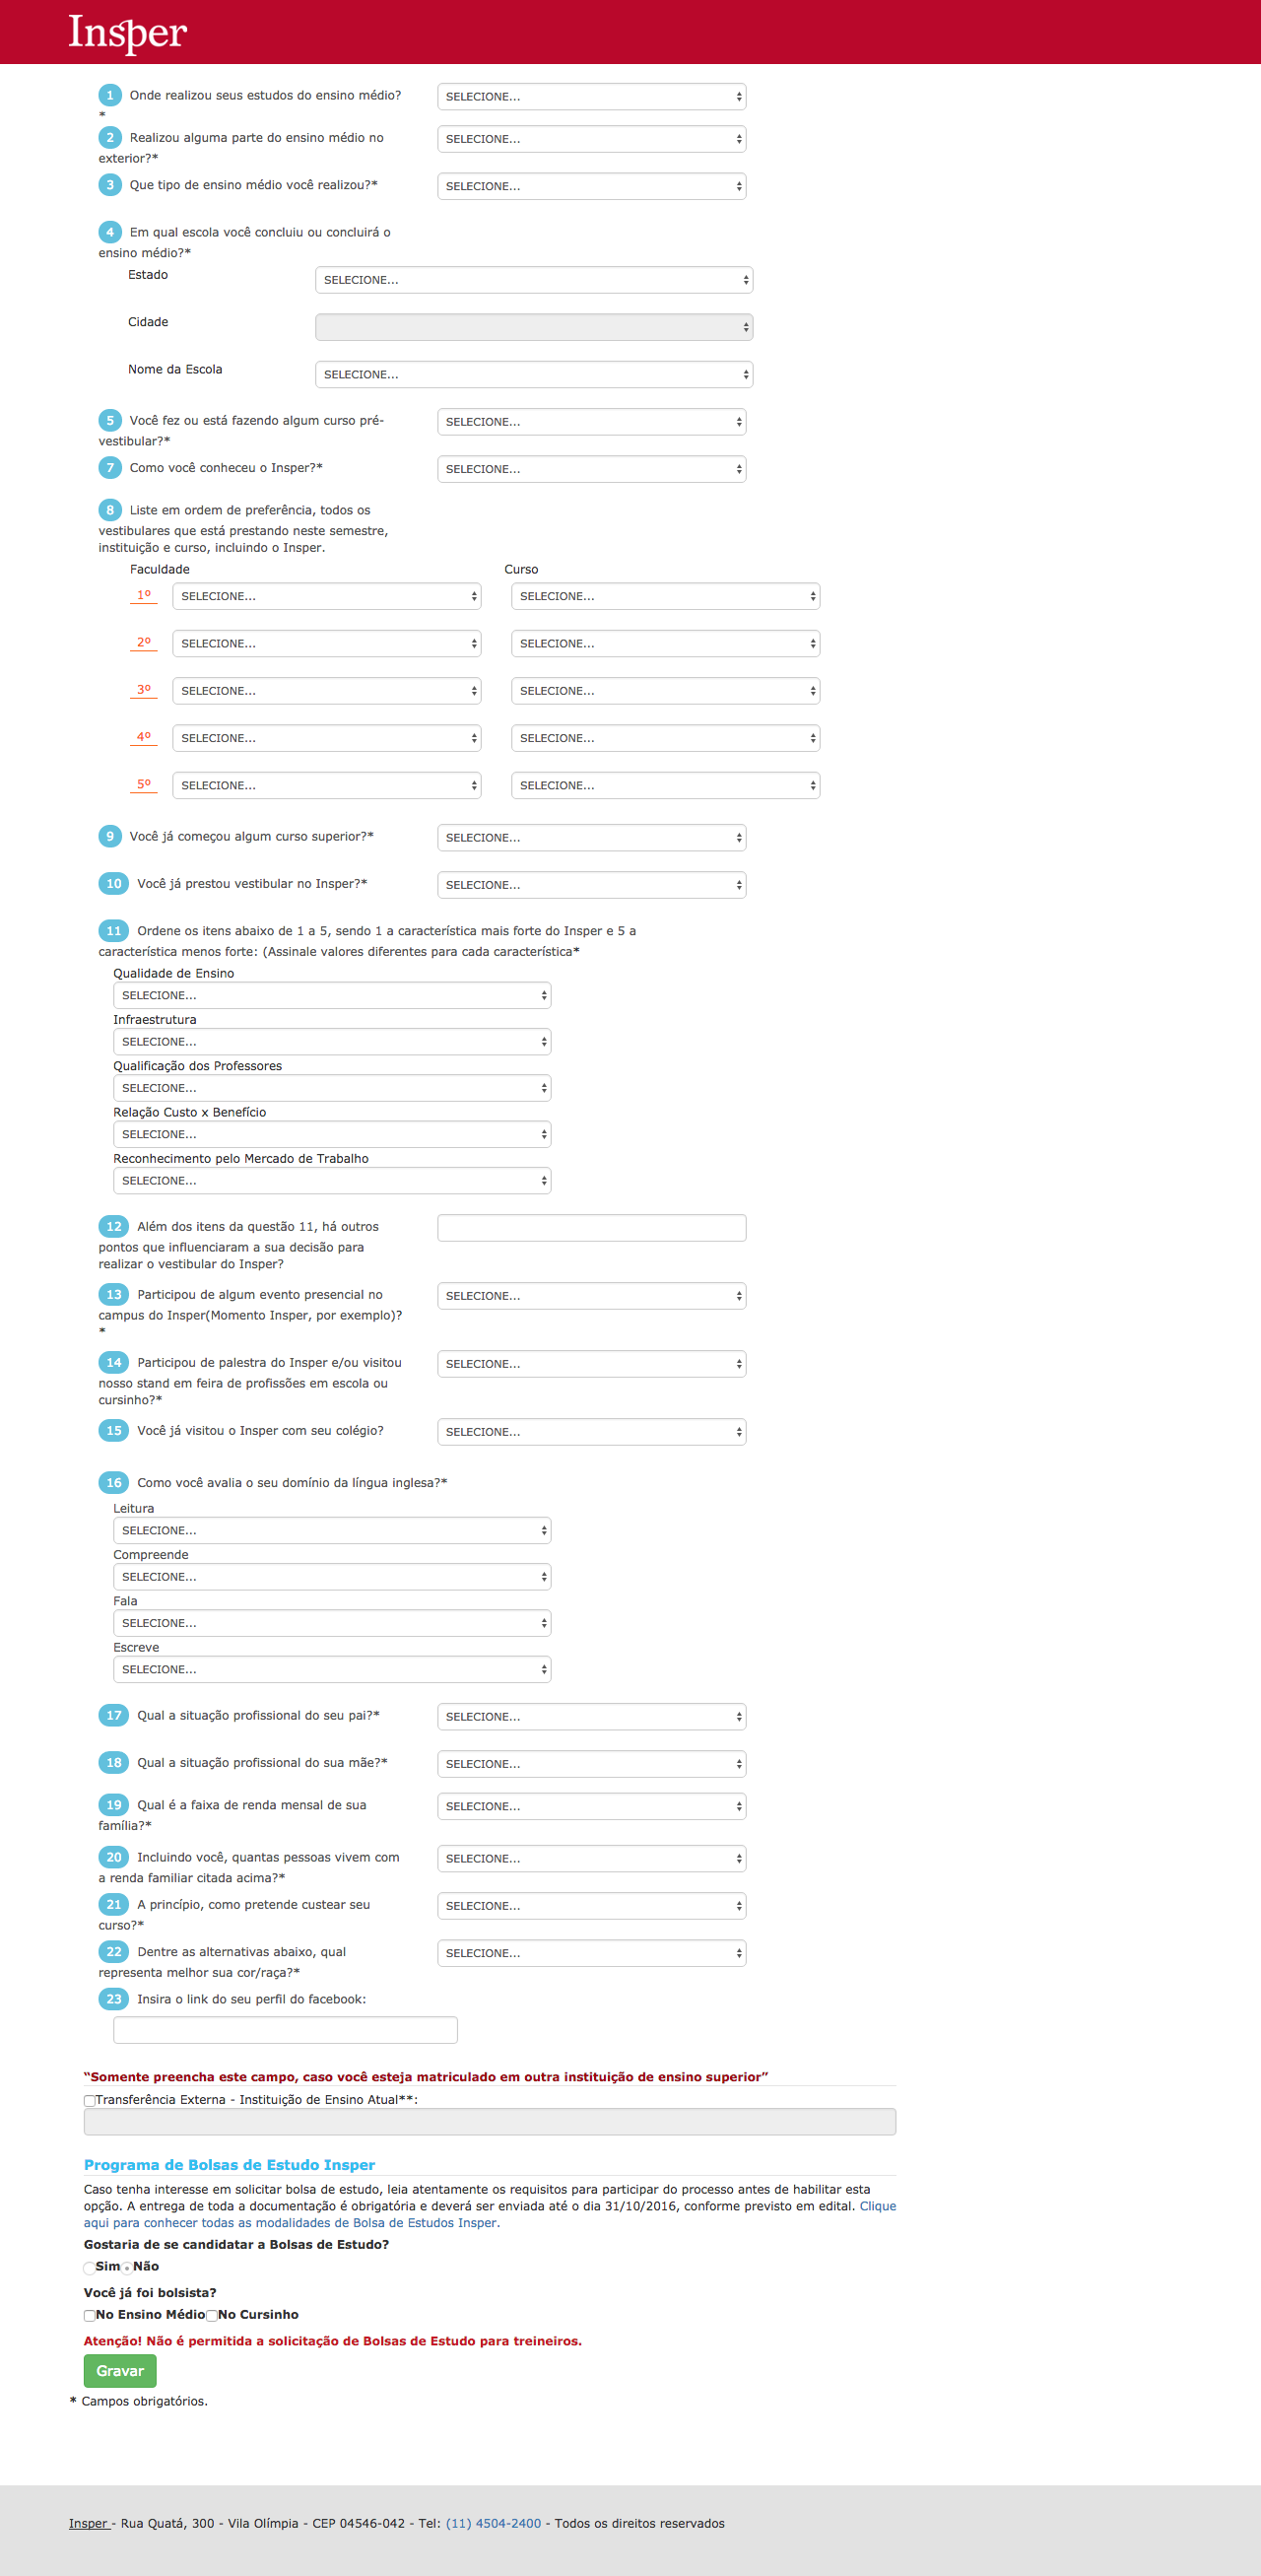 Insper
1 Onde realizou seus estudos do ensino médio? SELECIONE...
*
2 Realizou alguma parte do ensino médio no SELECIONE...
exterior?*
3 Que tipo de ensino médio você realizou?* SELECIONE...
4 Em qual escola você concluiu ou concluirá o
ensino médio?*
Estado SELECIONE...
Cidade
Nome da Escola SELECIONE...
5 Você fez ou está fazendo algum curso pré- SELECIONE...
vestibular?*
7 Como você conheceu o Insper?* SELECIONE...
8 Liste em ordem de preferência, todos os
vestibulares que está prestando neste semestre,
instituição e curso, incluindo o Insper.
Faculdade Curso
1º SELECIONE... SELECIONE...
2º SELECIONE... SELECIONE...
3º SELECIONE... SELECIONE...
4º SELECIONE... SELECIONE...
5º SELECIONE... SELECIONE...
9 Você já começou algum curso superior?* SELECIONE...
10 Você já prestou vestibular no Insper?* SELECIONE...
11 Ordene os itens abaixo de 1 a 5, sendo 1 a característica mais forte do Insper e 5 a
característica menos forte: (Assinale valores diferentes para cada característica*
Qualidade de Ensino
SELECIONE...
Infraestrutura
SELECIONE...
Qualificação dos Professores
SELECIONE...
Relação Custo x Benefício
SELECIONE...
Reconhecimento pelo Mercado de Trabalho
SELECIONE...
12 Além dos itens da questão 11, há outros
pontos que influenciaram a sua decisão para
realizar o vestibular do Insper?
13 Participou de algum evento presencial no SELECIONE...
campus do Insper(Momento Insper, por exemplo)?
*
14 Participou de palestra do Insper e/ou visitou SELECIONE...
nosso stand em feira de profissões em escola ou
cursinho?*
15 Você já visitou o Insper com seu colégio? SELECIONE...
16 Como você avalia o seu domínio da língua inglesa?*
Leitura
SELECIONE...
Compreende
SELECIONE...
Fala
SELECIONE...
Escreve
SELECIONE...
17 Qual a situação profissional do seu pai?* SELECIONE...
18 Qual a situação profissional do sua mãe?* SELECIONE...
19 Qual é a faixa de renda mensal de sua SELECIONE...
família?*
20 Incluindo você, quantas pessoas vivem com SELECIONE...
a renda familiar citada acima?*
21 A princípio, como pretende custear seu SELECIONE...
curso?*
22 Dentre as alternativas abaixo, qual SELECIONE...
representa melhor sua cor/raça?*
23 Insira o link do seu perfil do facebook:
“Somente preencha este campo, caso você esteja matriculado em outra instituição de ensino superior”
Transferência Externa - Instituição de Ensino Atual**:
Programa de Bolsas de Estudo Insper
Caso tenha interesse em solicitar bolsa de estudo, leia atentamente os requisitos para participar do processo antes de habilitar esta
opção. A entrega de toda a documentação é obrigatória e deverá ser enviada até o dia 31/10/2016, conforme previsto em edital. Clique
aqui para conhecer todas as modalidades de Bolsa de Estudos Insper.
Gostaria de se candidatar a Bolsas de Estudo?
Sim Não
Você já foi bolsista?
No Ensino Médio No Cursinho
Atenção! Não é permitida a solicitação de Bolsas de Estudo para treineiros.
Gravar
* Campos obrigatórios.
Insper - Rua Quatá, 300 - Vila Olímpia - CEP 04546-042 - Tel: (11) 4504-2400 - Todos os direitos reservados